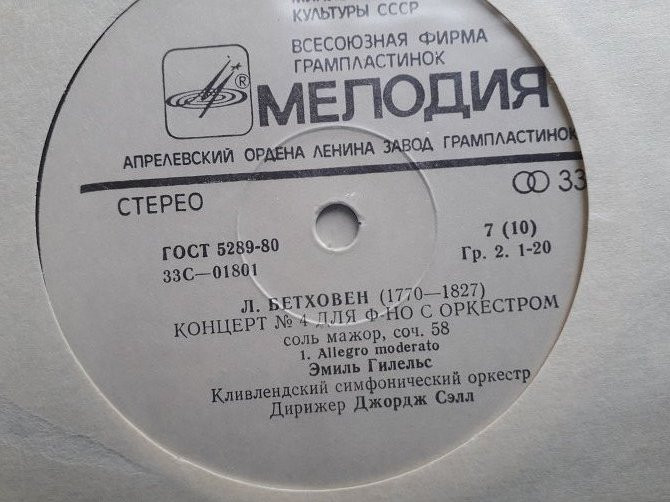 КУЛЬТУРЫ СССР
ВСЕСОЮЗНАЯ ФИРМА
ГРАМПЛАСТИНОК
®
МЕЛОДИЯ
АПРЕЛЕВСКИЙ ОРДЕНА ЛЕНИНА ЗАВОД ГРАМПЛАСТИНОК
СТЕРЕО
33
ГОСТ 5289-80
7 (10)
33С—01801
Гр. 2. 1-20
Л. БЕТХОВЕН (1770—1827)
КОНЦЕРТ № 4 ДЛЯ Ф-НО С ОРКЕСТРОМ
соль мажор, соч. 58
1. Allegro moderato
Эмиль Гилельс
Кливлендский симфонический оркестр
Дирижер Джордж Сэлл